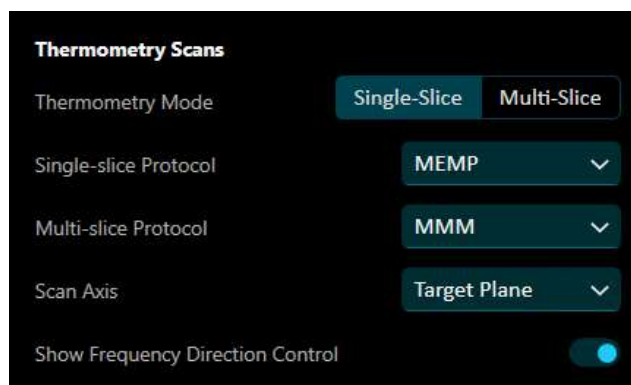 Thermometry Scans
Thermometry Mode Single-Slice Multi-Slice
Single-slice Protocol MEMP
Multi-slice Protocol MMM
Scan Axis Target Plane
Show Frequency Direction Control